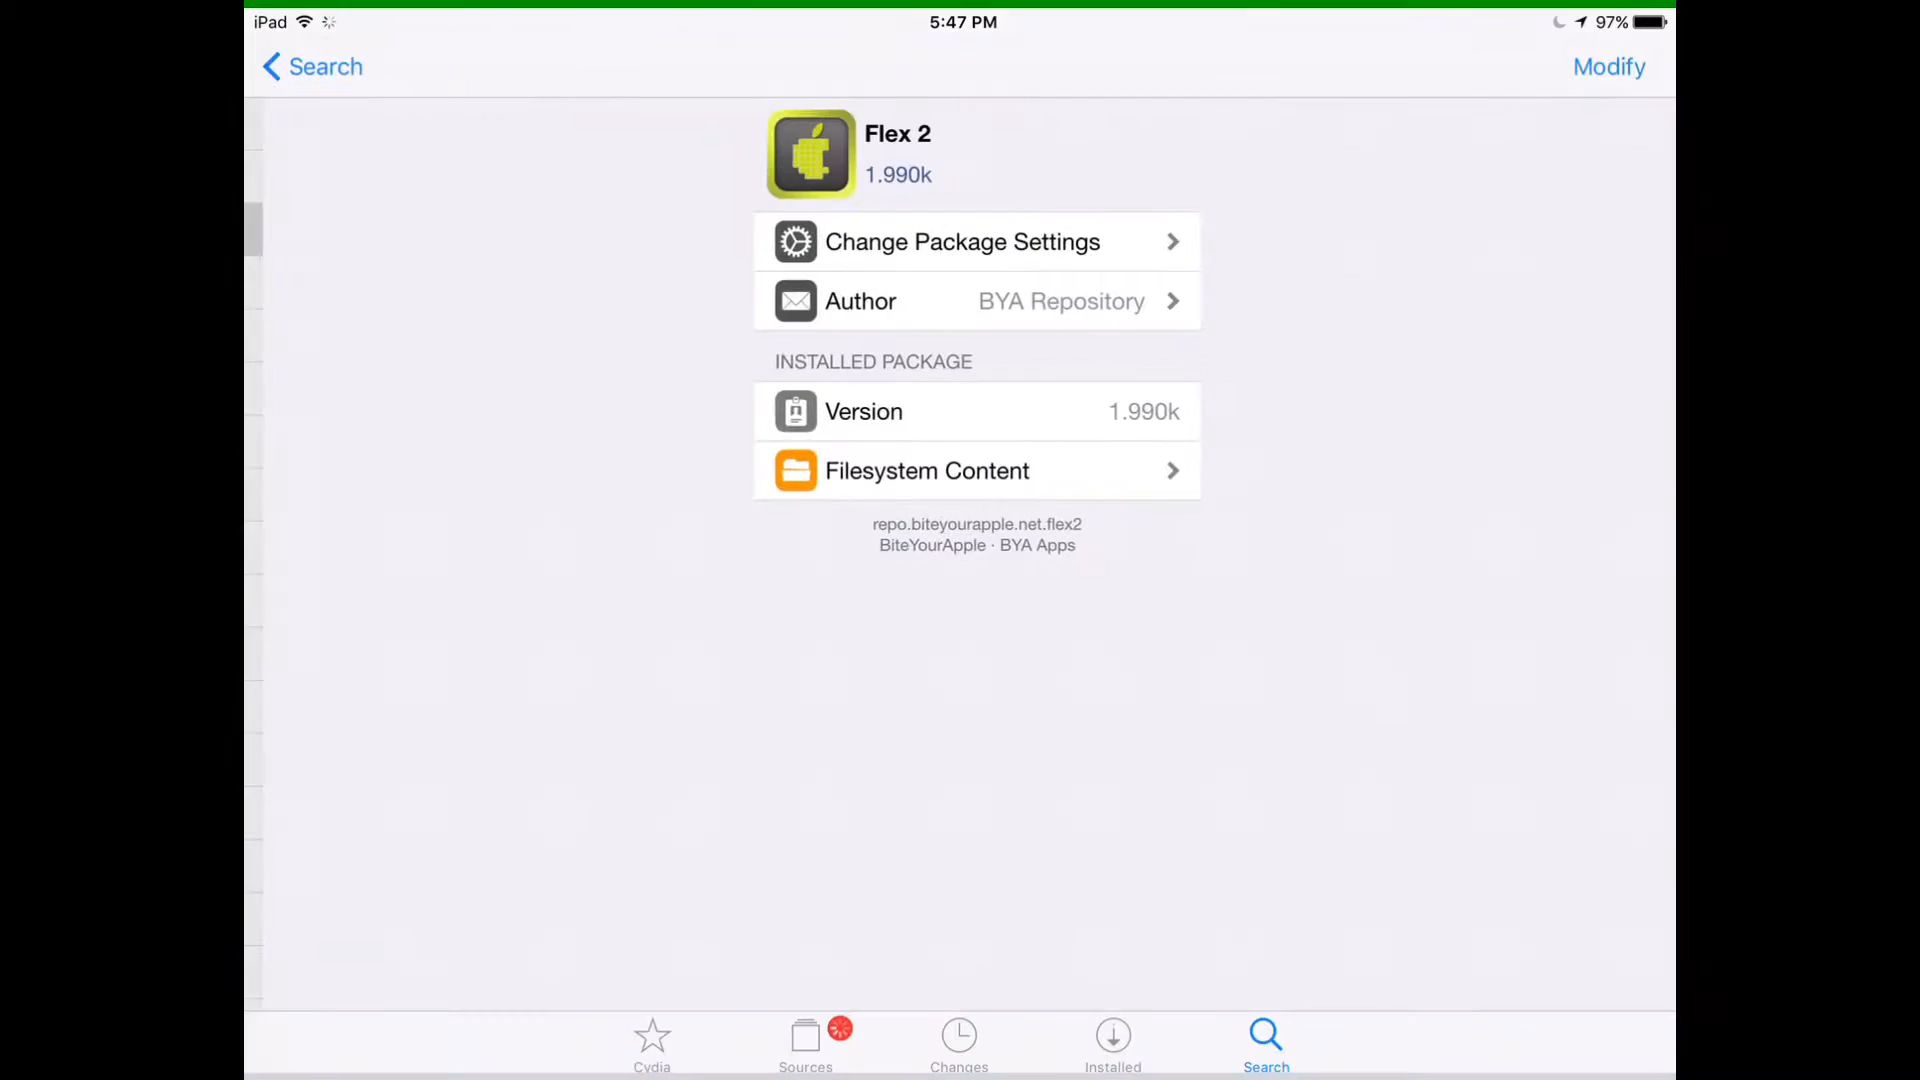 iPad 5:47 PM 97%
Search Modify
Flex 2
1.990k
Change Package Settings
Author BYA Repository
INSTALLED PACKAGE
Version 1.990k
Filesystem Content
repo.biteyourapple.net.flex2
BiteYourApple · BYA Apps
Cydia Sources Changes Installed Search